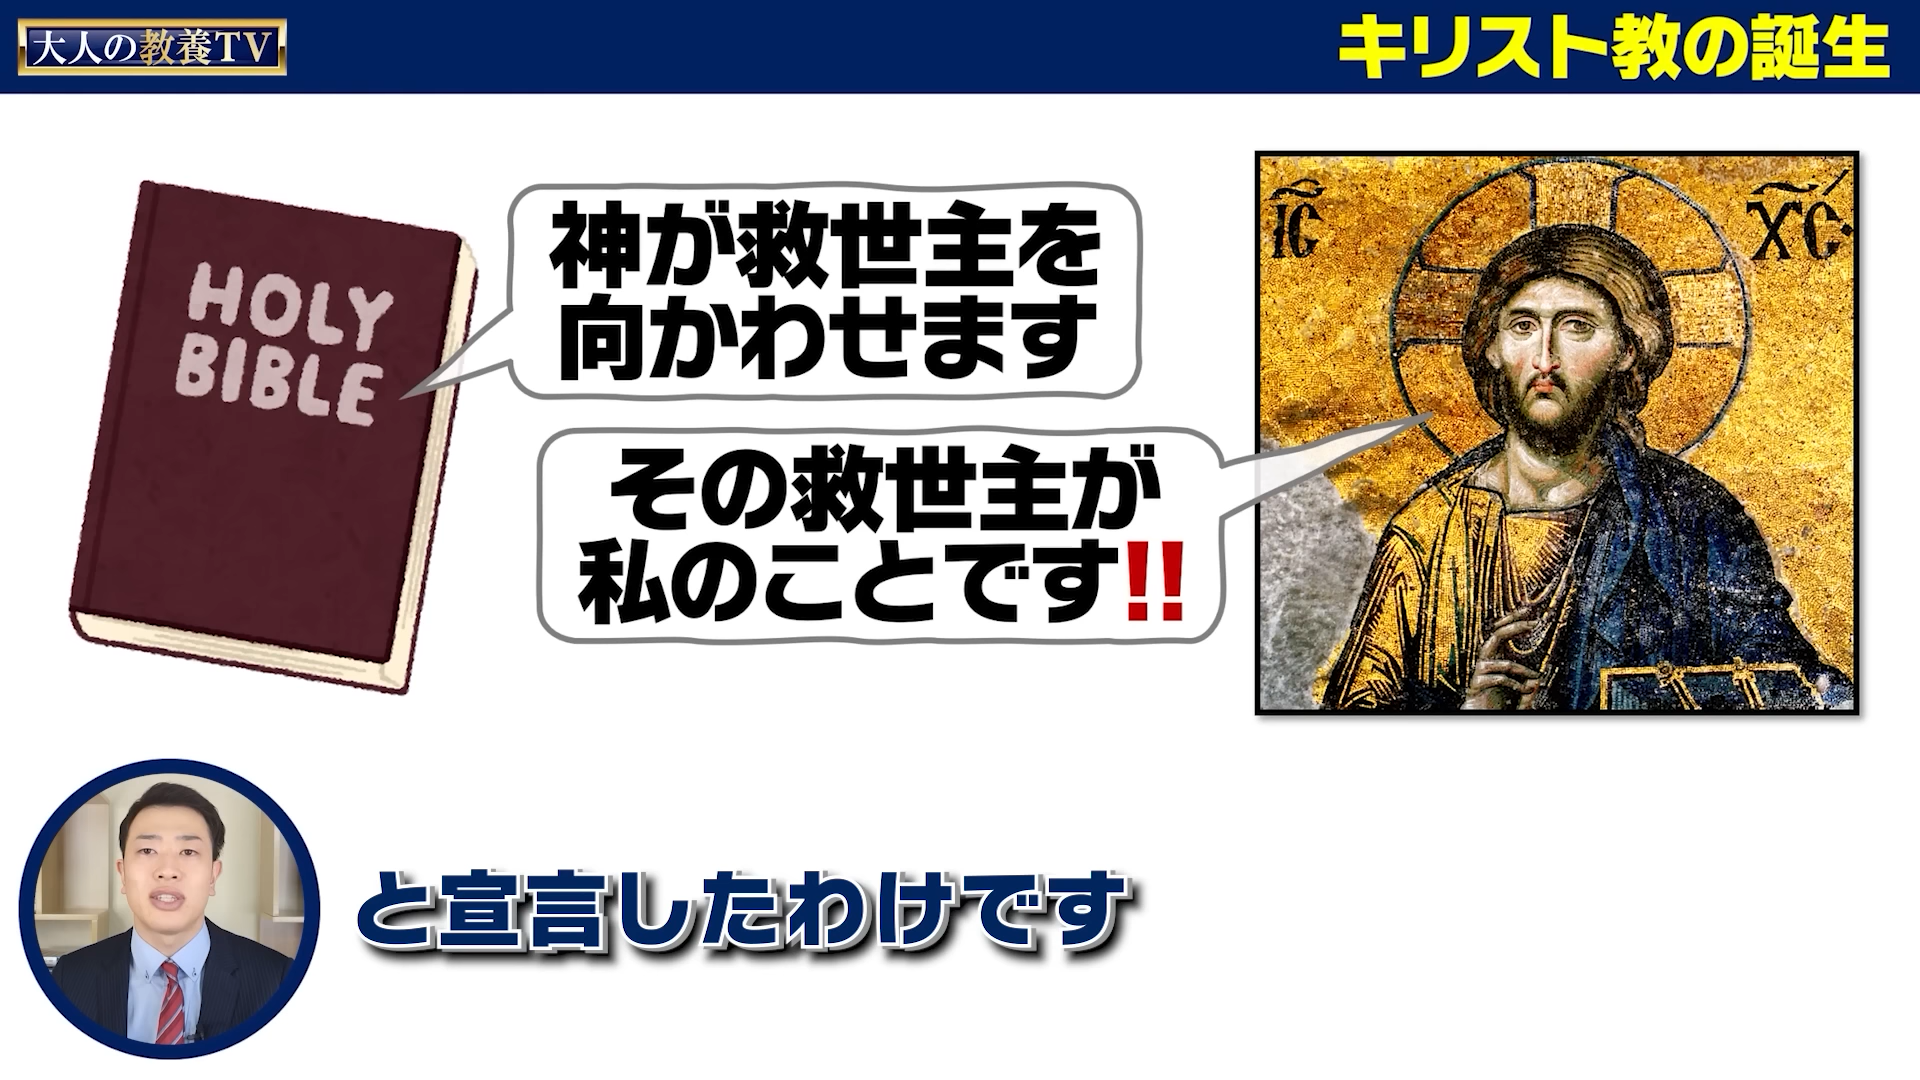 大人の教養TV
キリスト教の誕生
HOLY
BIBLE
神が救世主を
向かわせます
IC
XC
その救世主が
私のことです!!
と宣言したわけです